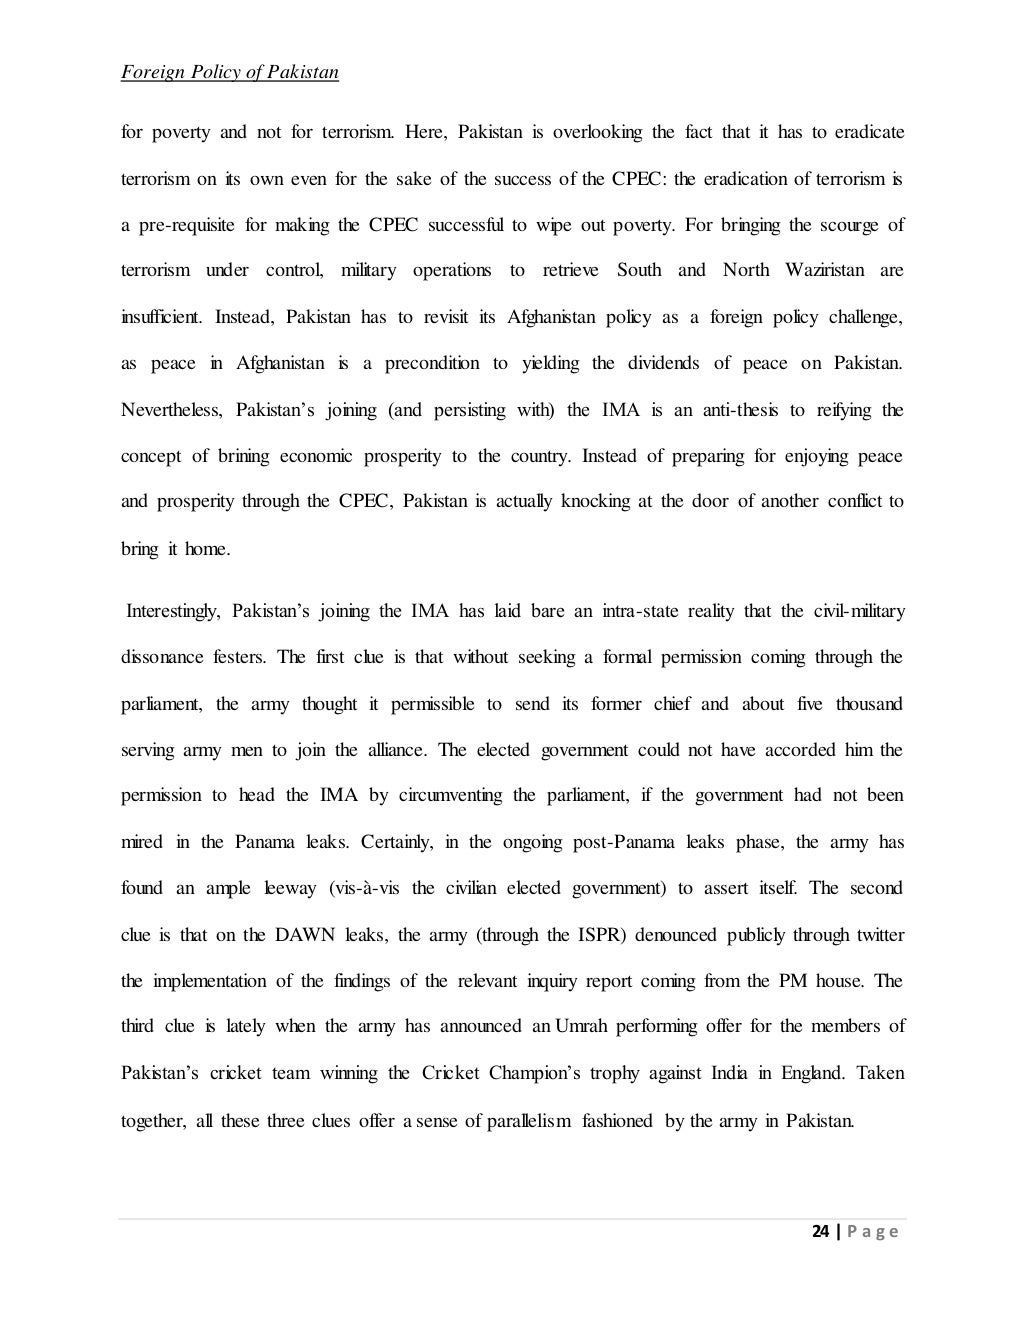 Foreign Policy of Pakistan
for poverty and not for terrorism. Here, Pakistan is overlooking the fact that it has to eradicate
terrorism on its own even for the sake of the success of the CPEC: the eradication of terrorism is
a pre-requisite for making the CPEC successful to wipe out poverty. For bringing the scourge of
terrorism under control, military operations to retrieve South and North Waziristan are
insufficient. Instead, Pakistan has to revisit its Afghanistan policy as a foreign policy challenge,
as peace in Afghanistan is a precondition to yielding the dividends of peace on Pakistan.
Nevertheless, Pakistan’s joining (and persisting with) the IMA is an anti-thesis to reifying the
concept of brining economic prosperity to the country. Instead of preparing for enjoying peace
and prosperity through the CPEC, Pakistan is actually knocking at the door of another conflict to
bring it home.
Interestingly, Pakistan’s joining the IMA has laid bare an intra-state reality that the civil-military
dissonance festers. The first clue is that without seeking a formal permission coming through the
parliament, the army thought it permissible to send its former chief and about five thousand
serving army men to join the alliance. The elected government could not have accorded him the
permission to head the IMA by circumventing the parliament, if the government had not been
mired in the Panama leaks. Certainly, in the ongoing post-Panama leaks phase, the army has
found an ample leeway (vis-à-vis the civilian elected government) to assert itself. The second
clue is that on the DAWN leaks, the army (through the ISPR) denounced publicly through twitter
the implementation of the findings of the relevant inquiry report coming from the PM house. The
third clue is lately when the army has announced an Umrah performing offer for the members of
Pakistan’s cricket team winning the Cricket Champion’s trophy against India in England. Taken
together, all these three clues offer a sense of parallelism fashioned by the army in Pakistan.
24 | P a g e